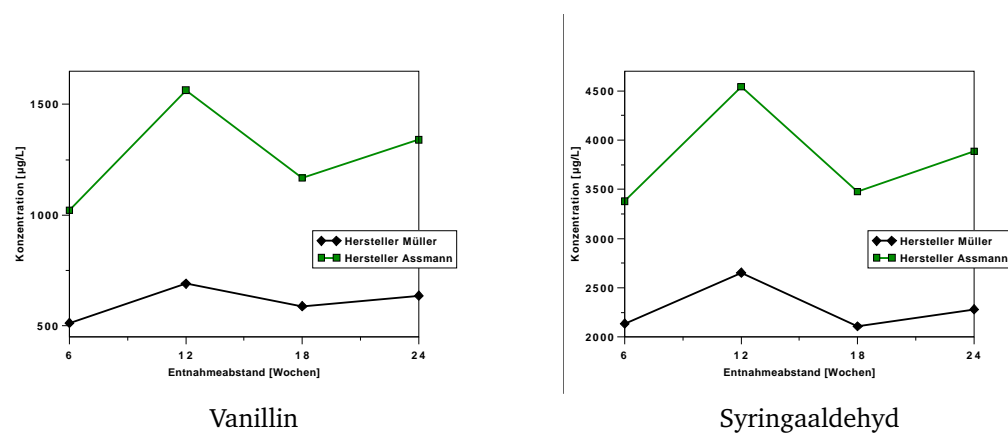 Konzentration [µg/L]
1500
1000
500
6 12 18 24
Entnahmeabstand [Wochen]
Hersteller Müller
Hersteller Assmann
Vanillin
Konzentration [µg/L]
4500
4000
3500
3000
2500
2000
6 12 18 24
Entnahmeabstand [Wochen]
Hersteller Müller
Hersteller Assmann
Syringaaldehyd